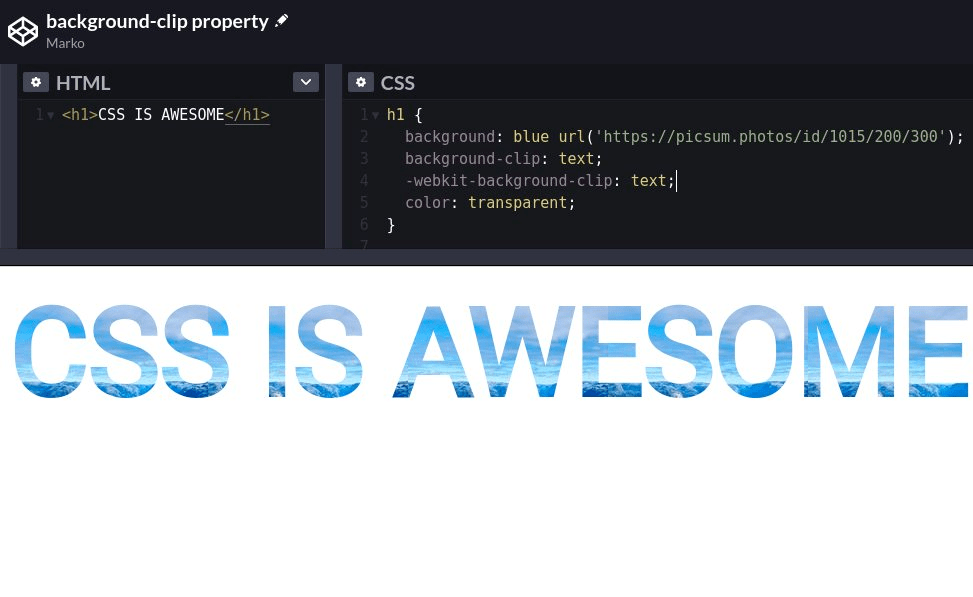 background-clip property
Marko
HTML
1 <h1>CSS IS AWESOME</h1>
CSS
1 h1 {
2 background: blue url('https://picsum.photos/id/1015/200/300');
3 background-clip: text;
4 -webkit-background-clip: text;
5 color: transparent;
6 }
7
CSS IS AWESOME